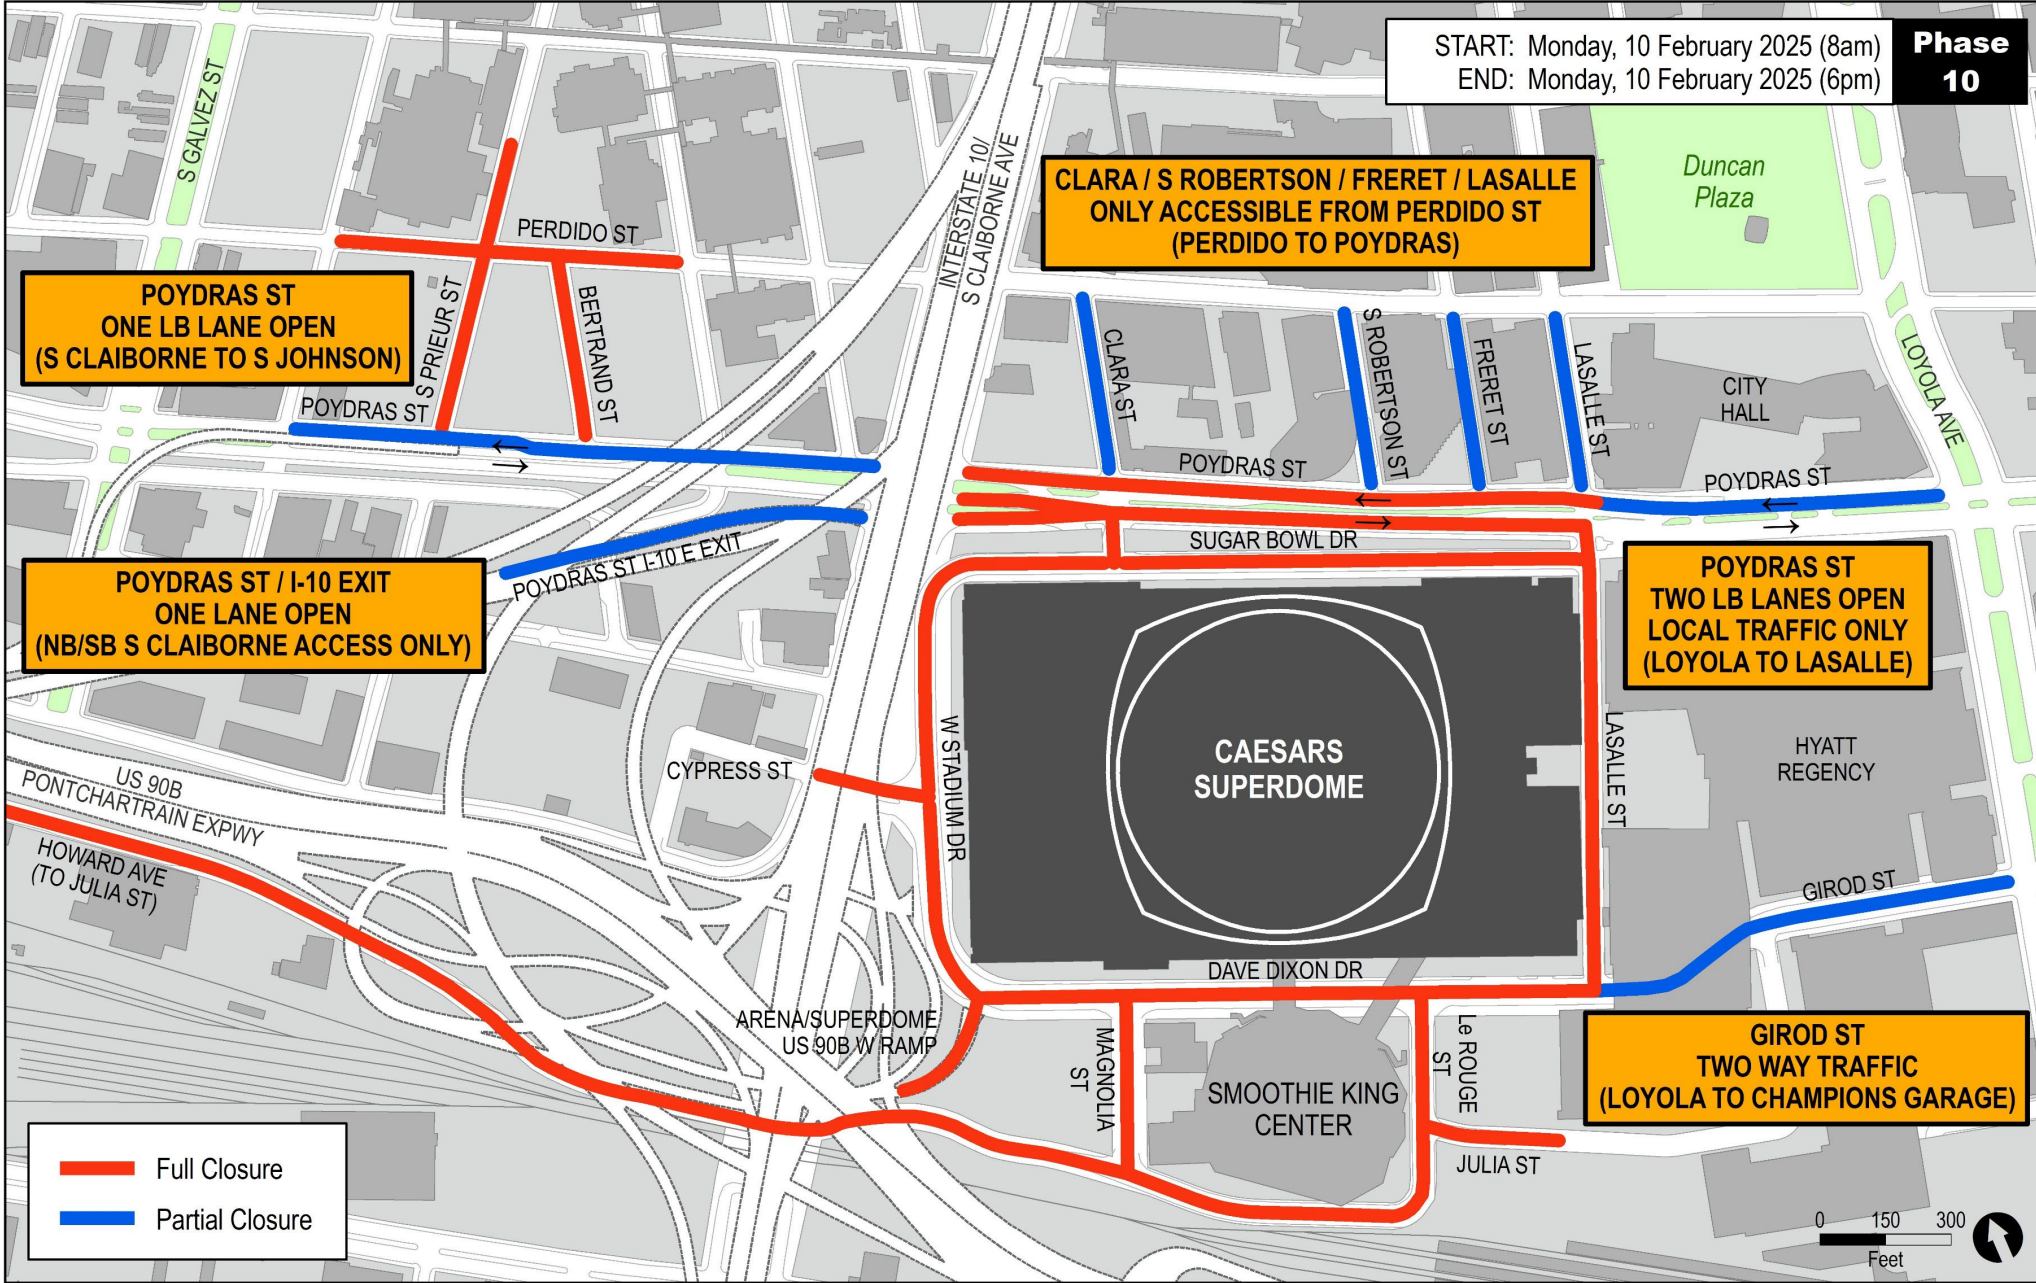 START: Monday, 10 February 2025 (8am)
END: Monday, 10 February 2025 (6pm)
Phase
10
S GALVEZ ST
INTERSTATE 10/
S CLAIBORNE AVE
CLARA / S ROBERTSON / FRERET / LASALLE
ONLY ACCESSIBLE FROM PERDIDO ST
(PERDIDO TO POYDRAS)
Duncan
Plaza
PERDIDO ST
POYDRAS ST
ONE LB LANE OPEN
(S CLAIBORNE TO S JOHNSON)
S PRIEUR ST
BERTRAND ST
POYDRAS ST
CLARA ST
S ROBERTSON ST
FRERET ST
LASALLE ST
CITY
HALL
LOYOLA AVE
POYDRAS ST
POYDRAS ST
SUGAR BOWL DR
POYDRAS ST I-10 E EXIT
POYDRAS ST / I-10 EXIT
ONE LANE OPEN
(NB/SB S CLAIBORNE ACCESS ONLY)
POYDRAS ST
TWO LB LANES OPEN
LOCAL TRAFFIC ONLY
(LOYOLA TO LASALLE)
CAESARS
SUPERDOME
W STADIUM DR
LASALLE ST
HYATT
REGENCY
CYPRESS ST
US 90B
PONTCHARTRAIN EXPWY
HOWARD AVE
(TO JULIA ST)
GIROD ST
DAVE DIXON DR
ARENA/SUPERDOME
US 90B W RAMP
MAGNOLIA
ST
Le ROUGE
ST
SMOOTHIE KING
CENTER
GIROD ST
TWO WAY TRAFFIC
(LOYOLA TO CHAMPIONS GARAGE)
JULIA ST
Full Closure
Partial Closure
0 150 300
Feet